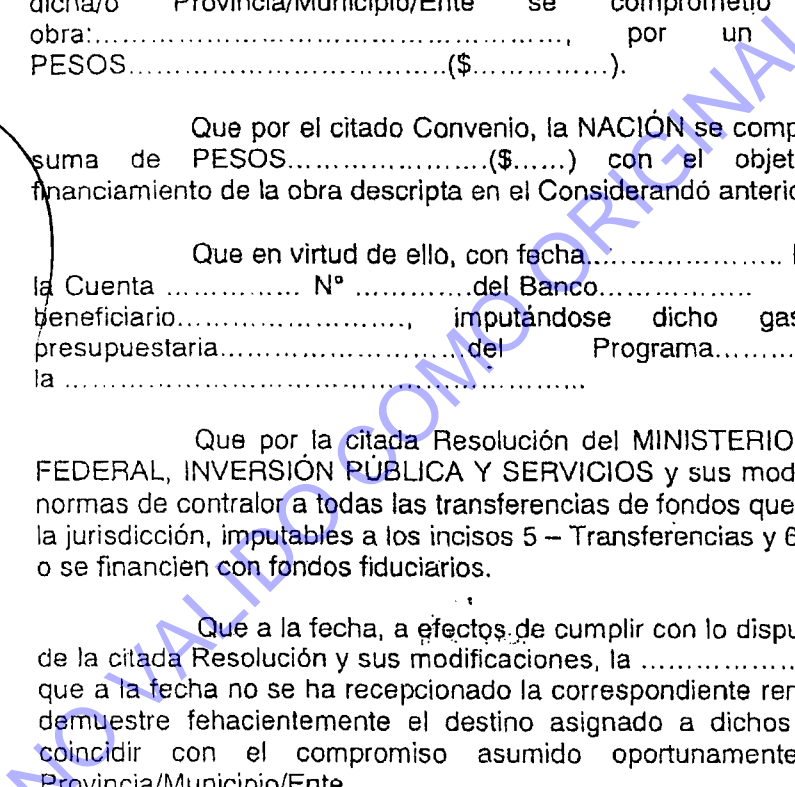 dicha/o Provincia/Municipio/Ente se comprometió
obra:................................................, por un
PESOS.................................($...............).
Que por el citado Convenio, la NACIÓN se comp
suma de PESOS.....................($......) con el objet
financiamiento de la obra descripta en el Considerandó anterio
Que en virtud de ello, con fecha....................
la Cuenta ............... Nº ............del Banco................
beneficiario........................, imputándose dicho gas
presupuestaria.........................del Programa.........
la .....................................................
Que por la citada Resolución del MINISTERIO
FEDERAL, INVERSIÓN PÚBLICA Y SERVICIOS y sus mod
normas de contralor a todas las transferencias de fondos que
la jurisdicción, imputables a los incisos 5 – Transferencias y 6
o se financien con fondos fiduciarios.
Que a la fecha, a efectos de cumplir con lo dispu
de la citada Resolución y sus modificaciones, la ................
que a la fecha no se ha recepcionado la correspondiente ren
demuestre fehacientemente el destino asignado a dichos
coincidir con el compromiso asumido oportunamente
Provincia/Municipio/Ente
NO VALIDO COMO ORIGINAL